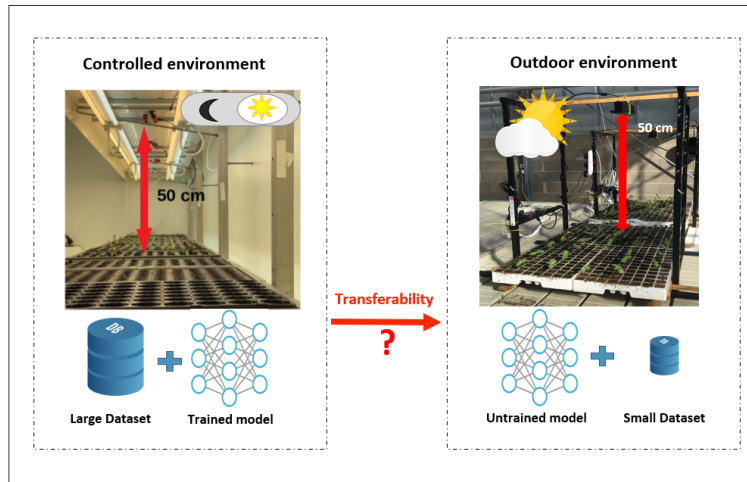 Controlled environment
50 cm
DB
Large Dataset
Trained model
Transferability
?
Outdoor environment
50 cm
Untrained model
Small Dataset